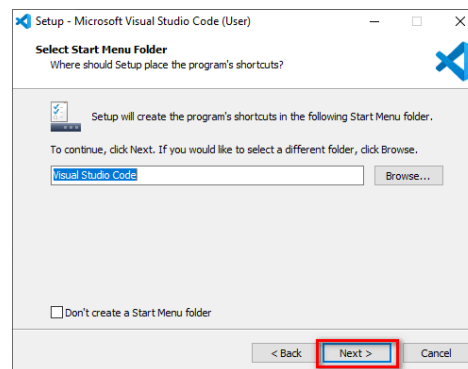 Setup - Microsoft Visual Studio Code (User)
Select Start Menu Folder
Where should Setup place the program's shortcuts?
Setup will create the program's shortcuts in the following Start Menu folder.
To continue, click Next. If you would like to select a different folder, click Browse.
Visual Studio Code
Browse...
Don't create a Start Menu folder
< Back
Next >
Cancel